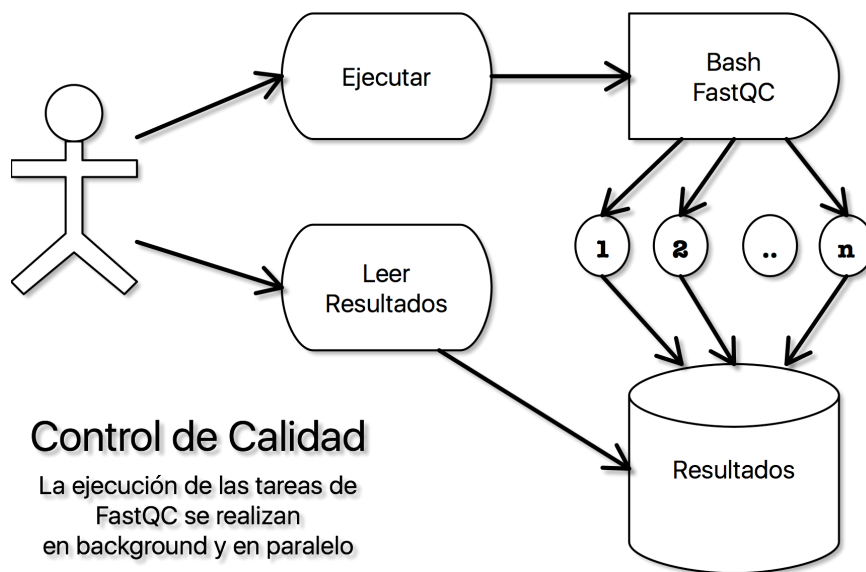 Ejecutar
Bash
FastQC
1
2
..
n
Leer
Resultados
Resultados
Control de Calidad
La ejecución de las tareas de
FastQC se realizan
en background y en paralelo